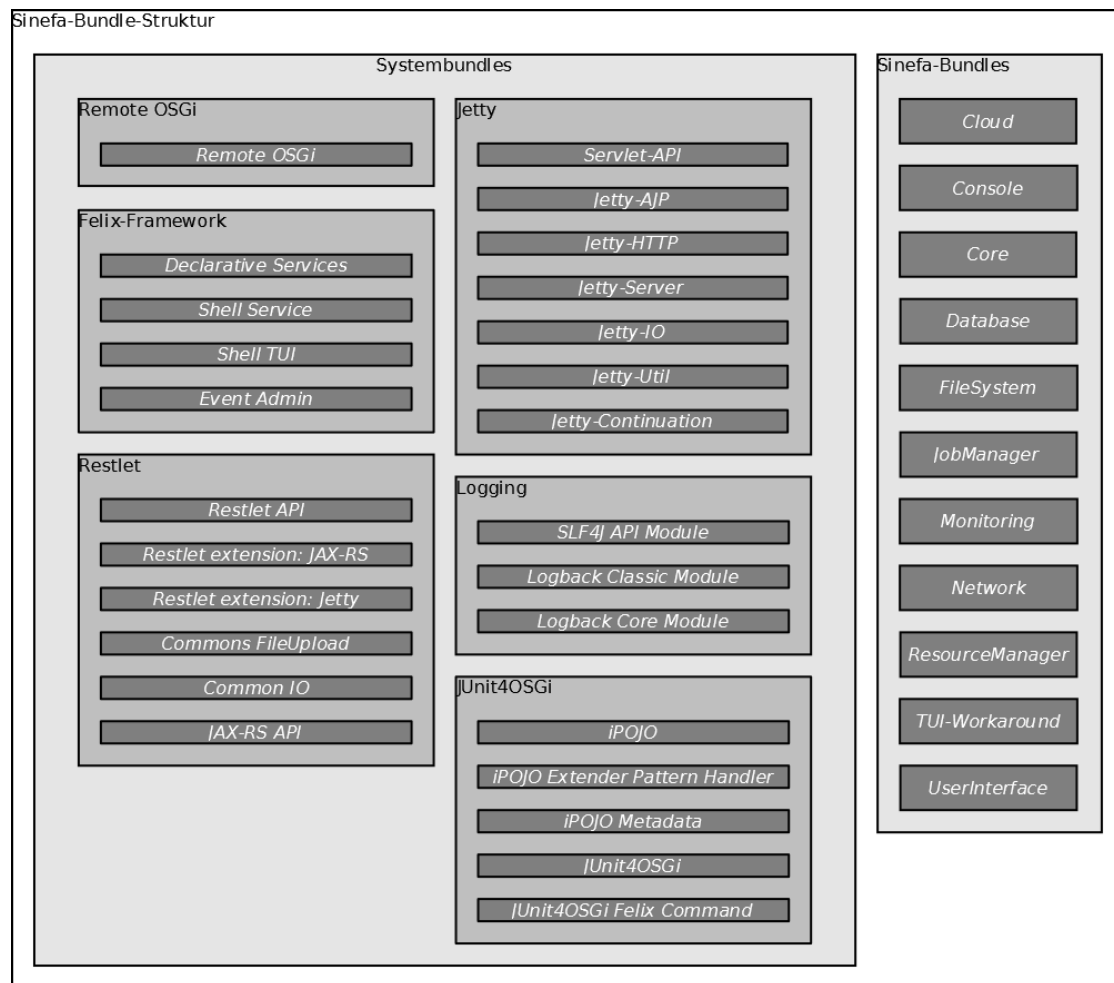 Sinefa-Bundle-Struktur
Systembundles
Remote OSGi
Remote OSGi
Felix-Framework
Declarative Services
Shell Service
Shell TUI
Event Admin
Restlet
Restlet API
Restlet extension: JAX-RS
Restlet extension: Jetty
Commons FileUpload
Common IO
JAX-RS API
Jetty
Servlet-API
Jetty-AJP
Jetty-HTTP
Jetty-Server
Jetty-IO
Jetty-Util
Jetty-Continuation
Logging
SLF4J API Module
Logback Classic Module
Logback Core Module
JUnit4OSGi
iPOJO
iPOJO Extender Pattern Handler
iPOJO Metadata
JUnit4OSGi
JUnit4OSGi Felix Command
Sinefa-Bundles
Cloud
Console
Core
Database
FileSystem
JobManager
Monitoring
Network
ResourceManager
TUI-Workaround
UserInterface